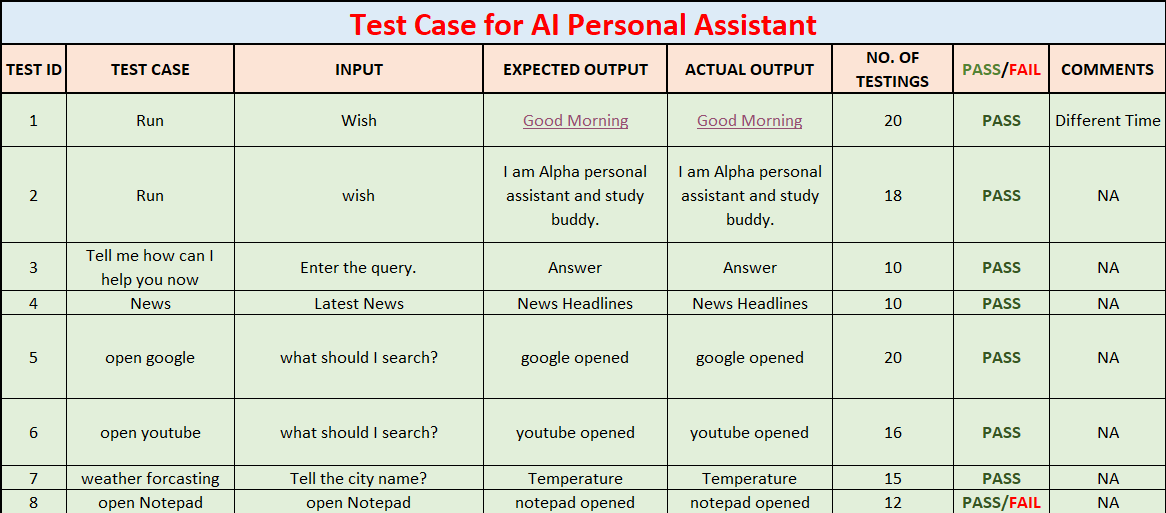 Test Case for AI Personal Assistant
TEST ID TEST CASE INPUT EXPECTED OUTPUT ACTUAL OUTPUT NO. OF TESTINGS PASS/FAIL COMMENTS
1 Run Wish Good Morning Good Morning 20 PASS Different Time
2 Run wish I am Alpha personal assistant and study buddy. I am Alpha personal assistant and study buddy. 18 PASS NA
3 Tell me how can I help you now Enter the query. Answer Answer 10 PASS NA
4 News Latest News News Headlines News Headlines 10 PASS NA
5 open google what should I search? google opened google opened 20 PASS NA
6 open youtube what should I search? youtube opened youtube opened 16 PASS NA
7 weather forcasting Tell the city name? Temperature Temperature 15 PASS NA
8 open Notepad open Notepad notepad opened notepad opened 12 PASS/FAIL NA